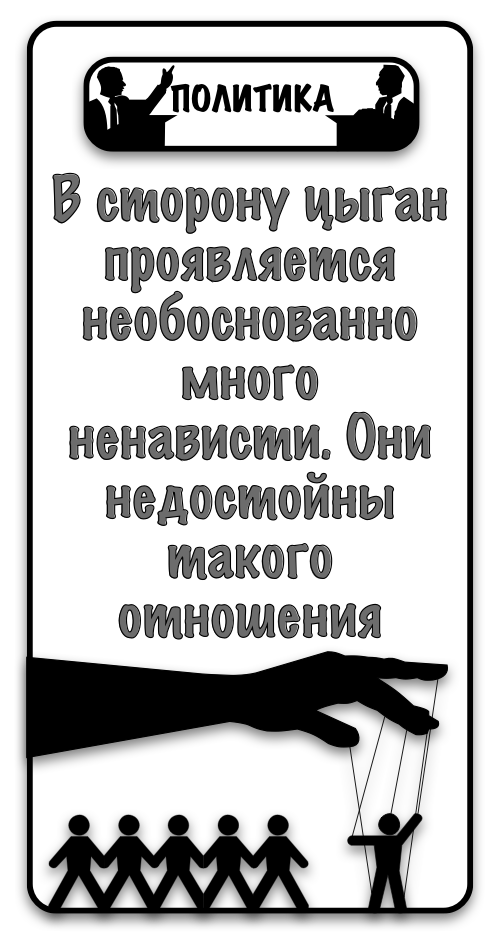 ПОЛИТИКА
В сторону цыган
проявляется
необоснованно
много
ненависти. Они
недостойны
такого
отношения